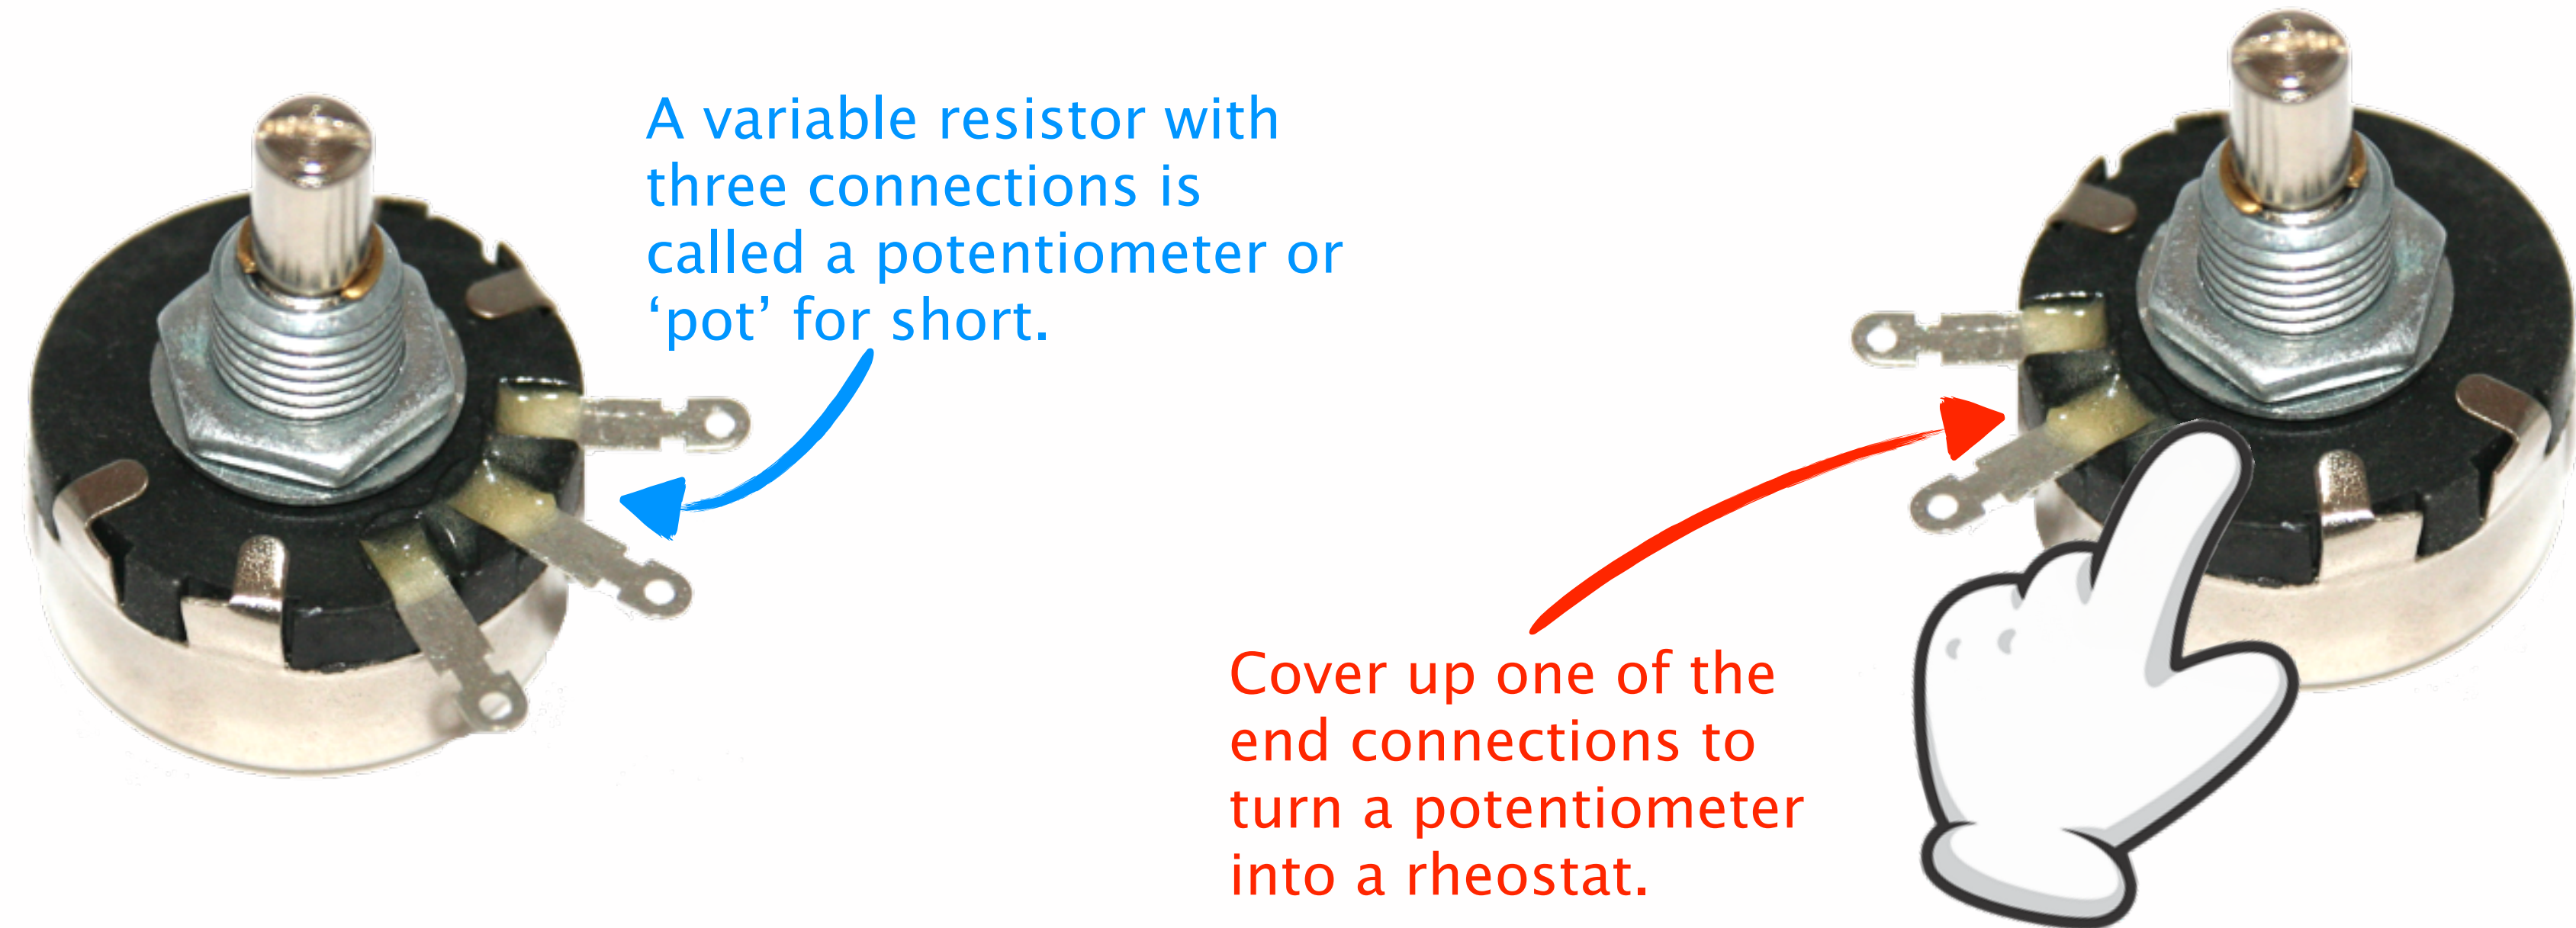 A variable resistor with
three connections is
called a potentiometer or
‘pot’ for short.
Cover up one of the
end connections to
turn a potentiometer
into a rheostat.